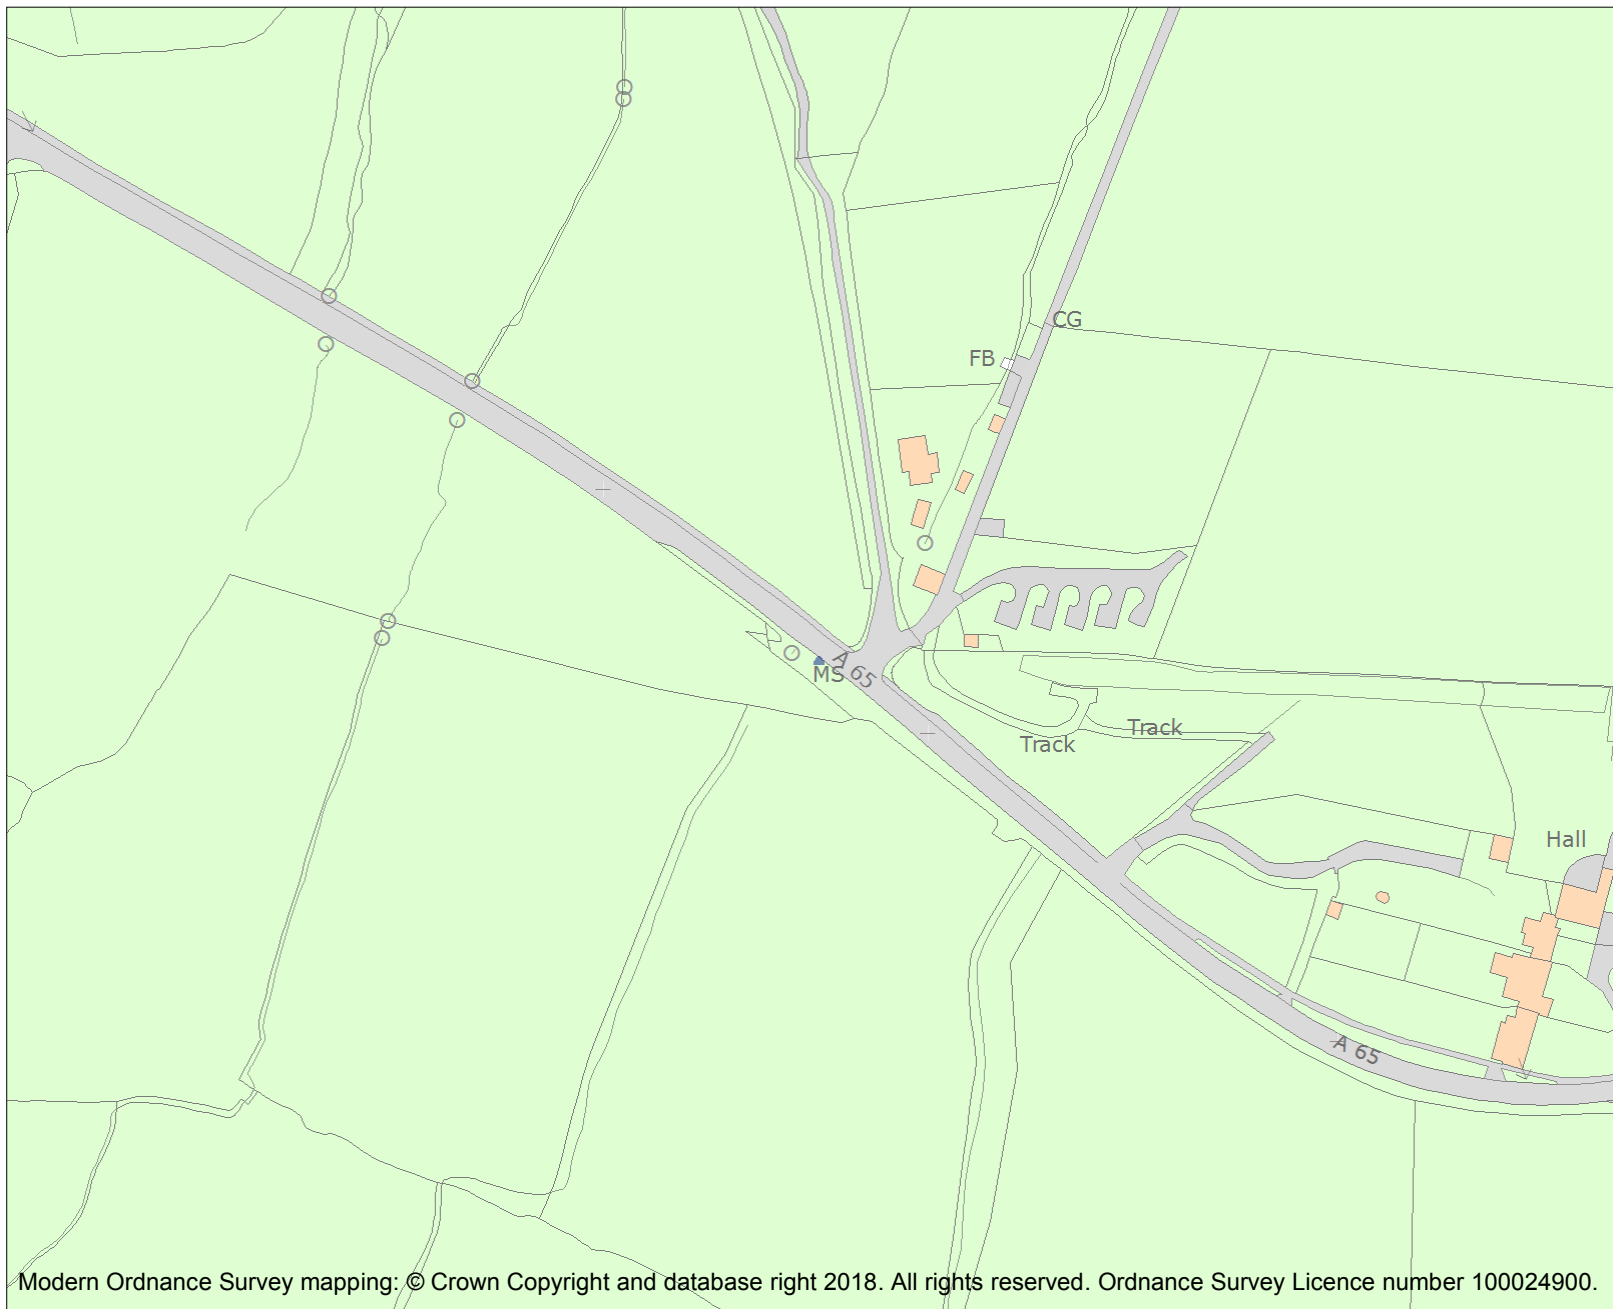 CG
FB
A 65
MS
Track
Track
Hall
A 65
Modern Ordnance Survey mapping: © Crown Copyright and database right 2018. All rights reserved. Ordnance Survey Licence number 100024900.